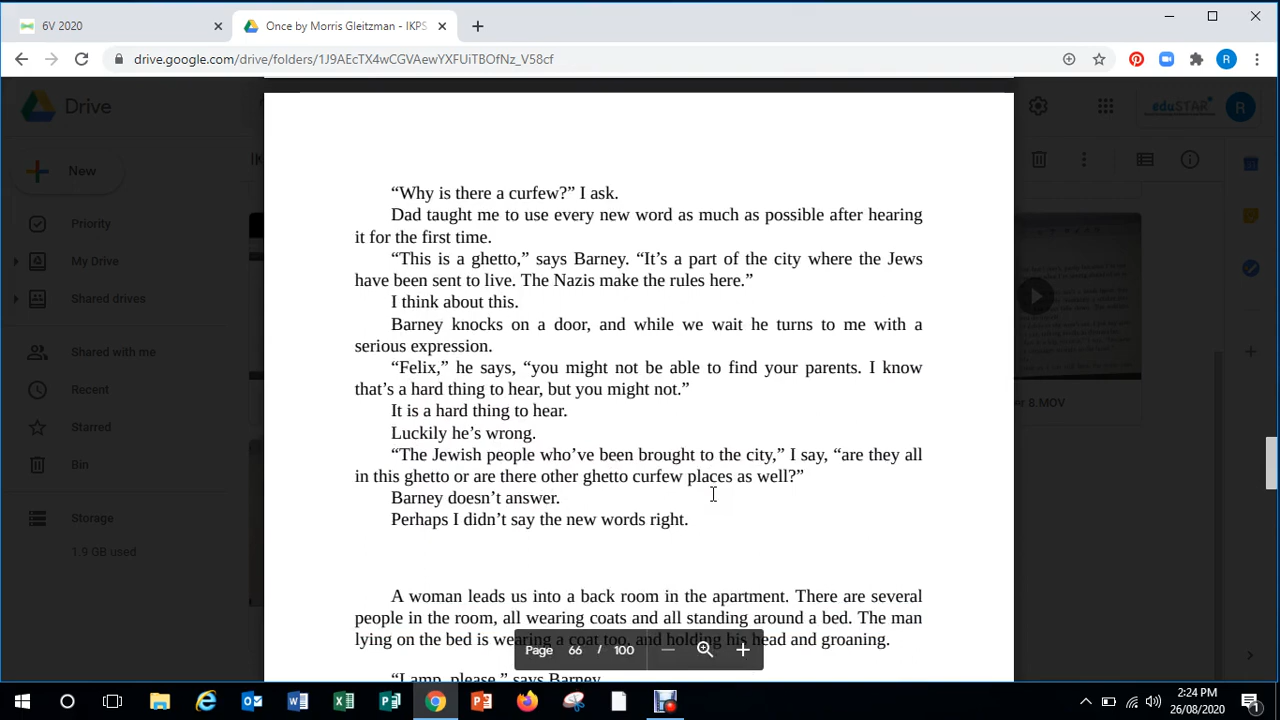 6V 2020
Once by Morris Gleitzman - IKPS
drive.google.com/drive/folders/1J9AEcTX4wCGVAewYXFUiTBOfNz_V58cf
R
Drive
eduSTAR
R
New
Priority
My Drive
Shared drives
Shared with me
Recent
Starred
Bin
Storage
1.9 GB used
“Why is there a curfew?” I ask.
Dad taught me to use every new word as much as possible after hearing
it for the first time.
“This is a ghetto,” says Barney. “It’s a part of the city where the Jews
have been sent to live. The Nazis make the rules here.”
I think about this.
Barney knocks on a door, and while we wait he turns to me with a
serious expression.
“Felix,” he says, “you might not be able to find your parents. I know
that’s a hard thing to hear, but you might not.”
It is a hard thing to hear.
Luckily he’s wrong.
“The Jewish people who’ve been brought to the city,” I say, “are they all
in this ghetto or are there other ghetto curfew places as well?”
Barney doesn’t answer.
Perhaps I didn’t say the new words right.
A woman leads us into a back room in the apartment. There are several
people in the room, all wearing coats and all standing around a bed. The man
lying on the bed is wearing a coat too, and holding his head and groaning.
“Lamp, please,” says Barney.
Page 66 / 100
er 8.MOV
2:24 PM
26/08/2020